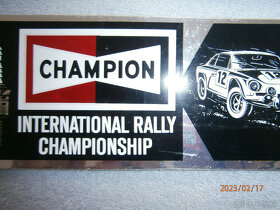 CHAMPION
INTERNATIONAL RALLY
CHAMPIONSHIP
12
2023/02/17